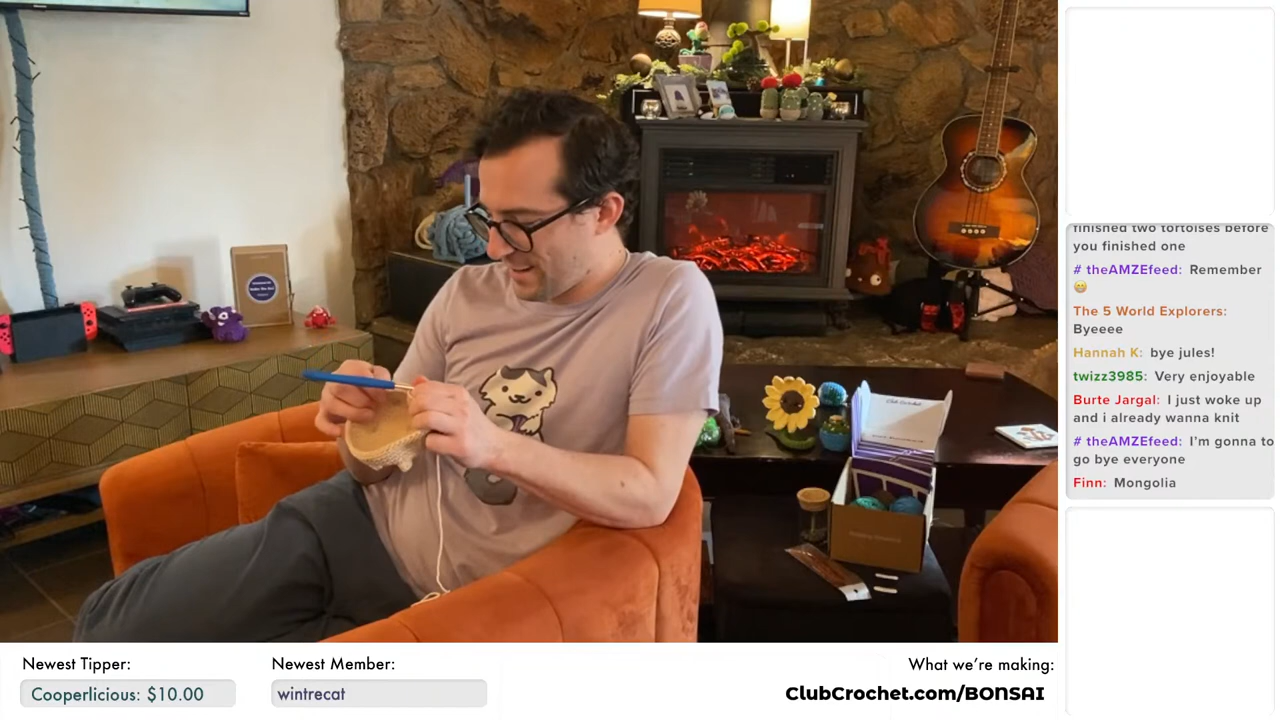 finished two tortoises before
you finished one
# theAMZEfeed: Remember
😁
The 5 World Explorers:
Byeeee
Hannah K: bye jules!
twizz3985: Very enjoyable
Burte Jargal: I just woke up
and i already wanna knit
# theAMZEfeed: I'm gonna to
go bye everyone
Finn: Mongolia
Newest Tipper:
Cooperlicious: $10.00
Newest Member:
wintrecat
What we're making:
ClubCrochet.com/BONSAI